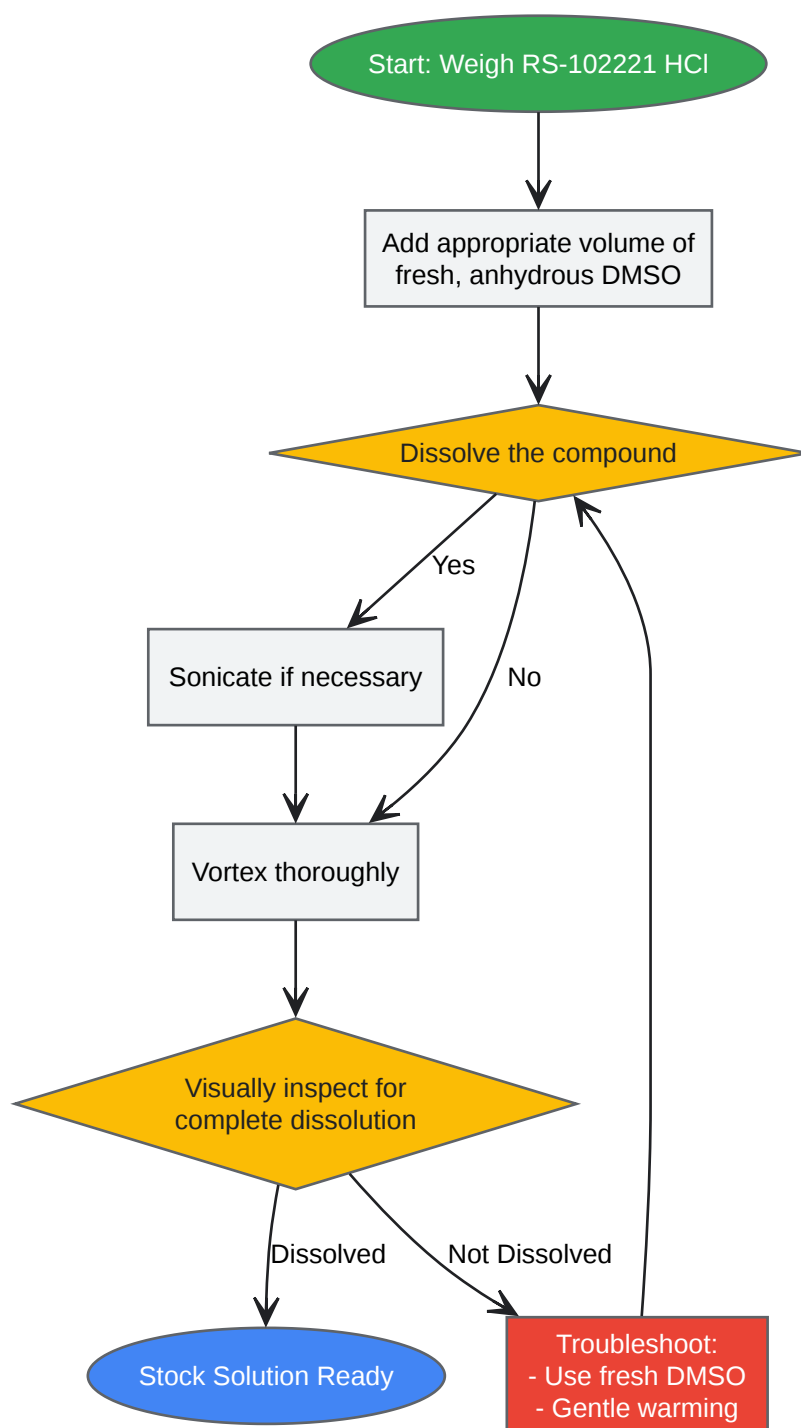 Start: Weigh RS-102221 HCl
Add appropriate volume of
fresh, anhydrous DMSO
Dissolve the compound
Yes
Sonicate if necessary
No
Vortex thoroughly
Visually inspect for
complete dissolution
Dissolved
Not Dissolved
Stock Solution Ready
Troubleshoot:
- Use fresh DMSO
- Gentle warming